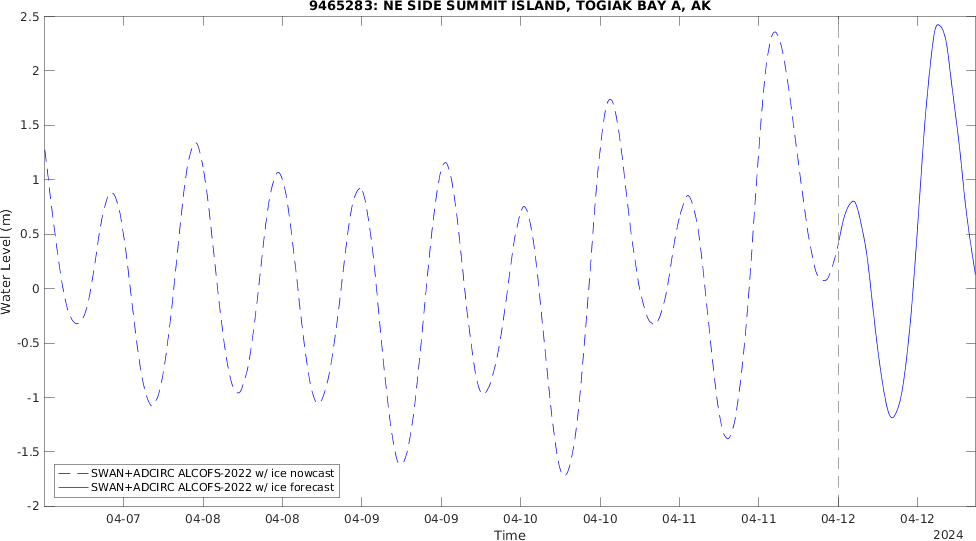 9465283: NE SIDE SUMMIT ISLAND, TOGIAK BAY A, AK
2.5
2
1.5
1
0.5
0
-0.5
-1
-1.5
-2
Water Level (m)
SWAN+ADCIRC ALCOFS-2022 w/ ice nowcast
SWAN+ADCIRC ALCOFS-2022 w/ ice forecast
04-07 04-08 04-08 04-09 04-09 04-10 04-10 04-11 04-11 04-12 04-12
Time
2024